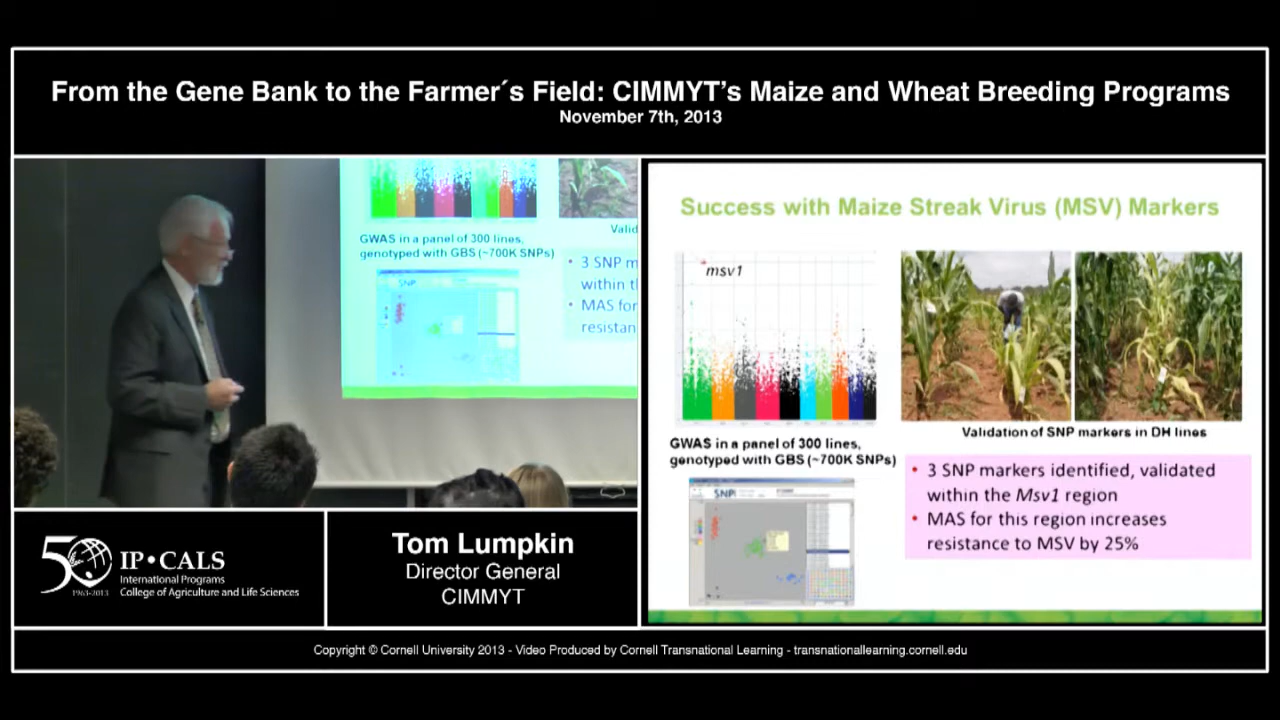 From the Gene Bank to the Farmer´s Field: CIMMYT's Maize and Wheat Breeding Programs
November 7th, 2013
GWAS in a panel of 300 lines,
genotyped with GBS (~700K SNPs)
Valid
• 3 SNP m
within t
• MAS for
resistan
SNP
Success with Maize Streak Virus (MSV) Markers
msv1
GWAS in a panel of 300 lines,
genotyped with GBS (~700K SNPs)
Validation of SNP markers in DH lines
SNP
• 3 SNP markers identified, validated
within the Msv1 region
• MAS for this region increases
resistance to MSV by 25%
50
1963-2013
IP•CALS
International Programs
College of Agriculture and Life Sciences
Tom Lumpkin
Director General
CIMMYT
Copyright © Cornell University 2013 - Video Produced by Cornell Transnational Learning - transnationallearning.cornell.edu